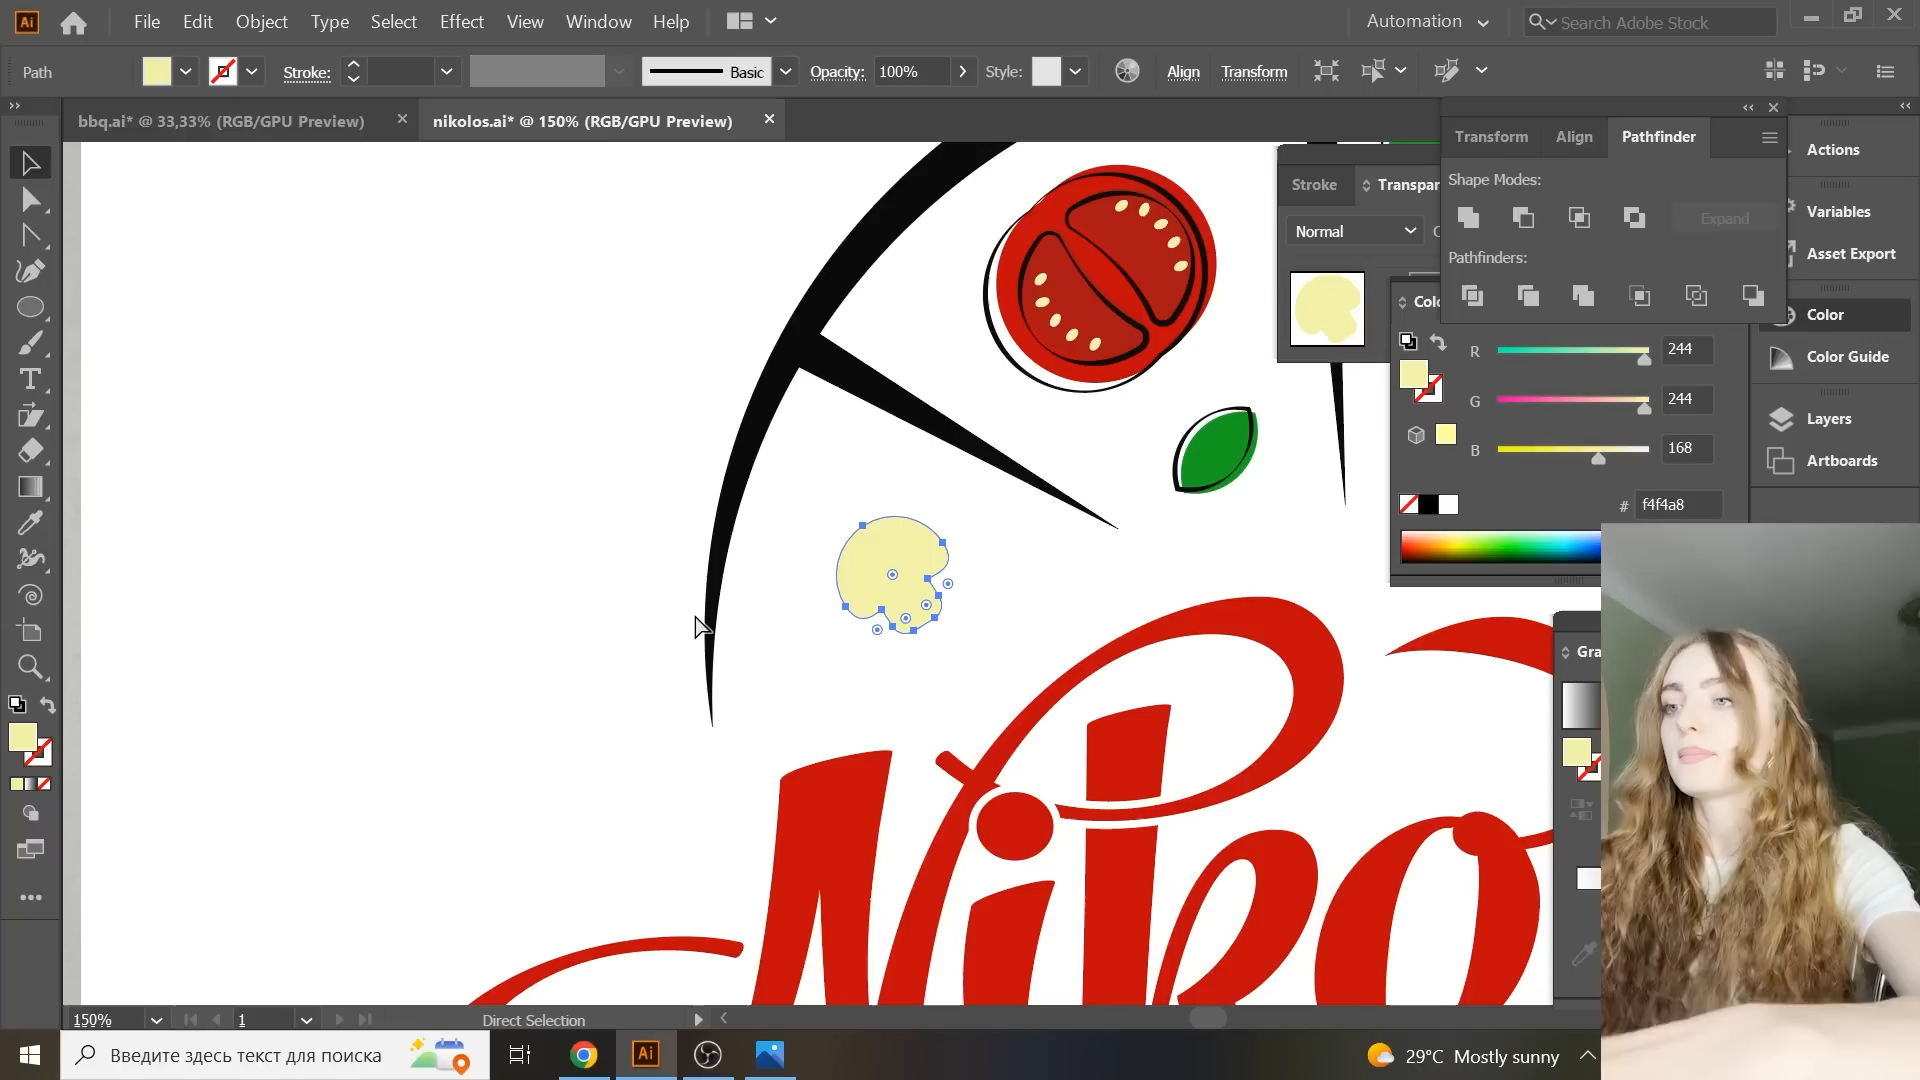 Ai File Edit Object Type Select Effect View Window Help Automation Search Adobe Stock
Path Stroke: Basic Opacity: 100% Style: Align Transform
bbq.ai* @ 33,33% (RGB/GPU Preview) nikolos.ai* @ 150% (RGB/GPU Preview)
Transform Align Pathfinder
Shape Modes:
Expand
Pathfinders:
Stroke Transpar
Normal
Actions
Variables
Asset Export
Color
Color Guide
Layers
Artboards
R 244
G 244
B 168
# f4f4a8
Gra
Niko
150% 1 Direct Selection
Введите здесь текст для поиска Ai 29°C Mostly sunny